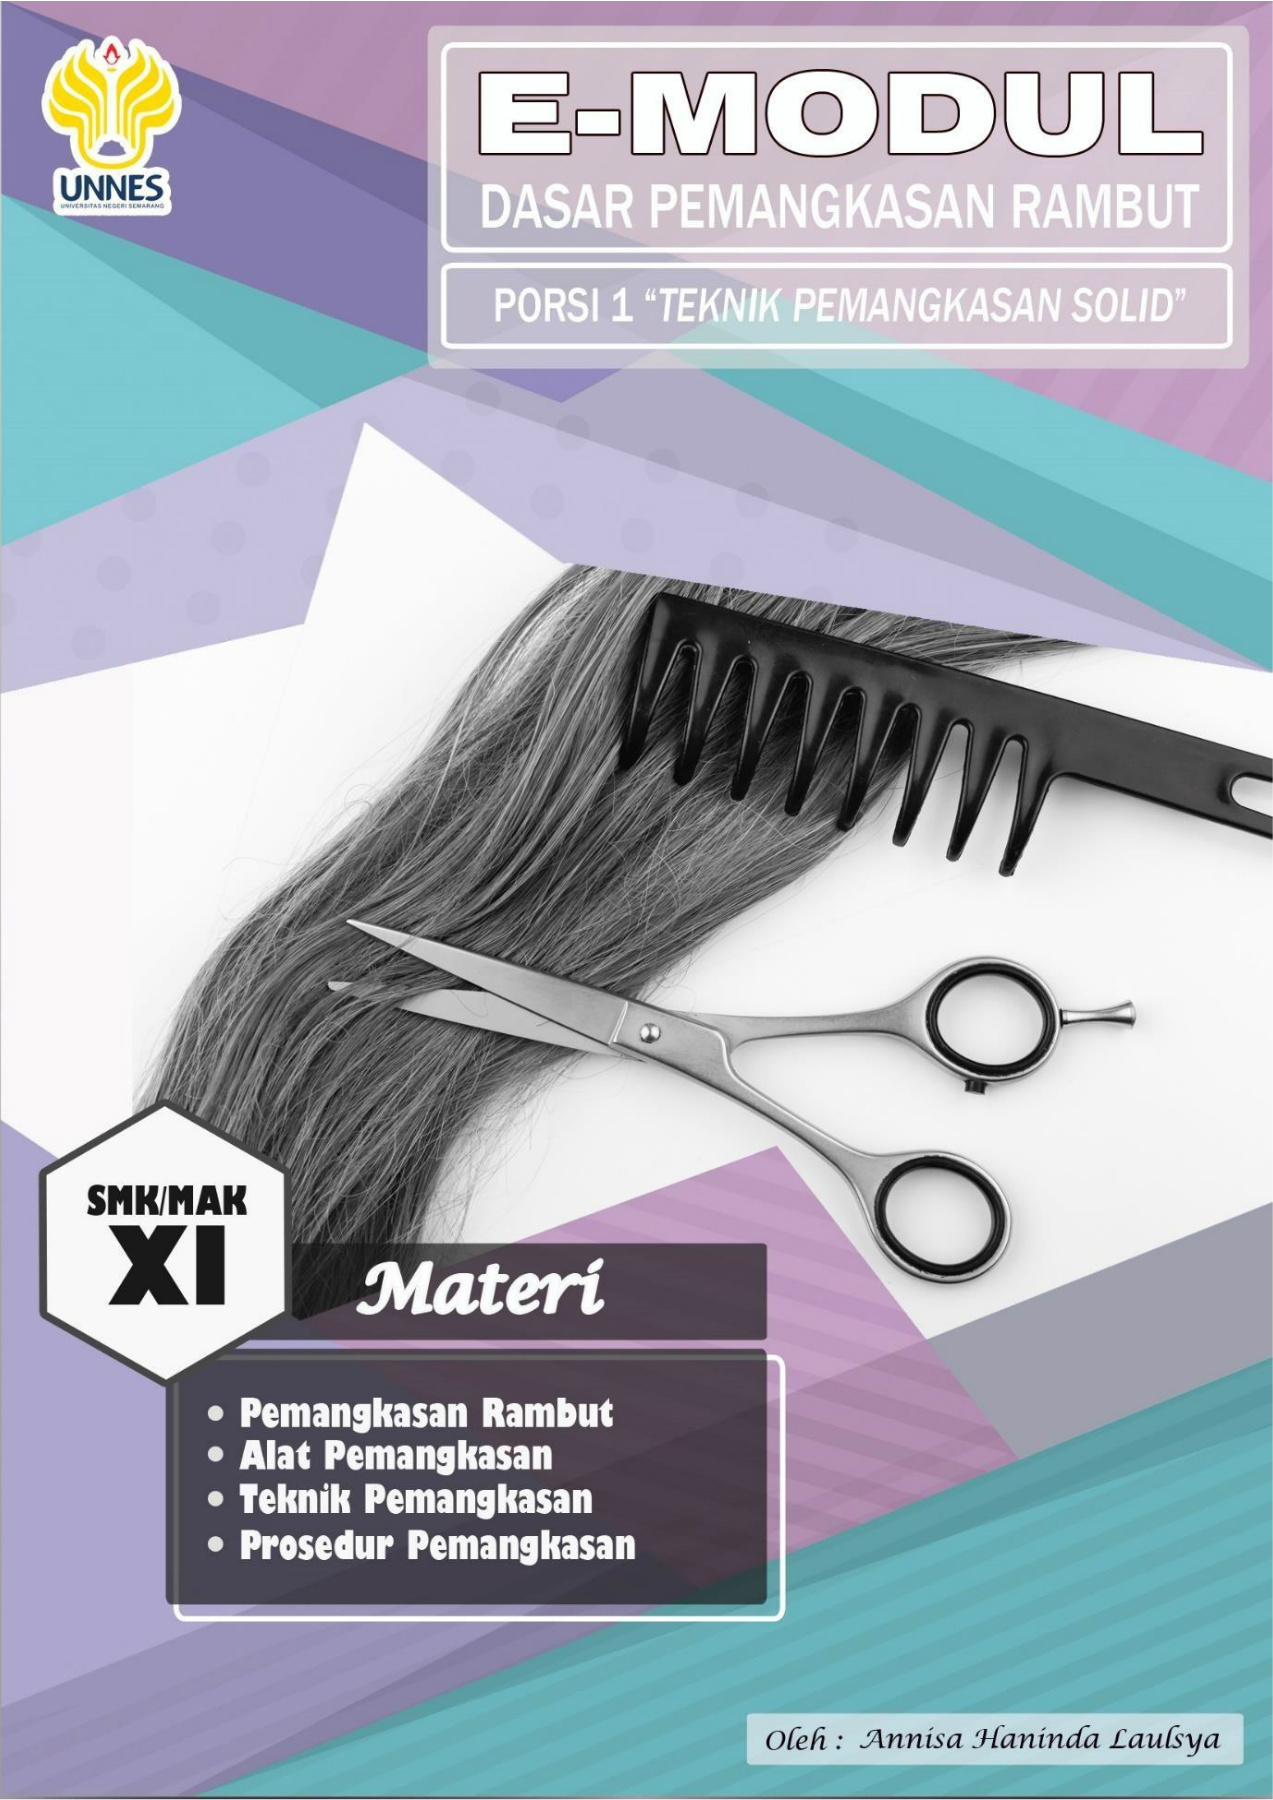 UNNES
UNIVERSITAS NEGERI SEMARANG
E-MODUL
DASAR PEMANGKASAN RAMBUT
PORSI 1 “TEKNIK PEMANGKASAN SOLID”
SMK/MAK
XI
Materi
• Pemangkasan Rambut
• Alat Pemangkasan
• Teknik Pemangkasan
• Prosedur Pemangkasan
Oleh : Annisa Haninda Laulsya